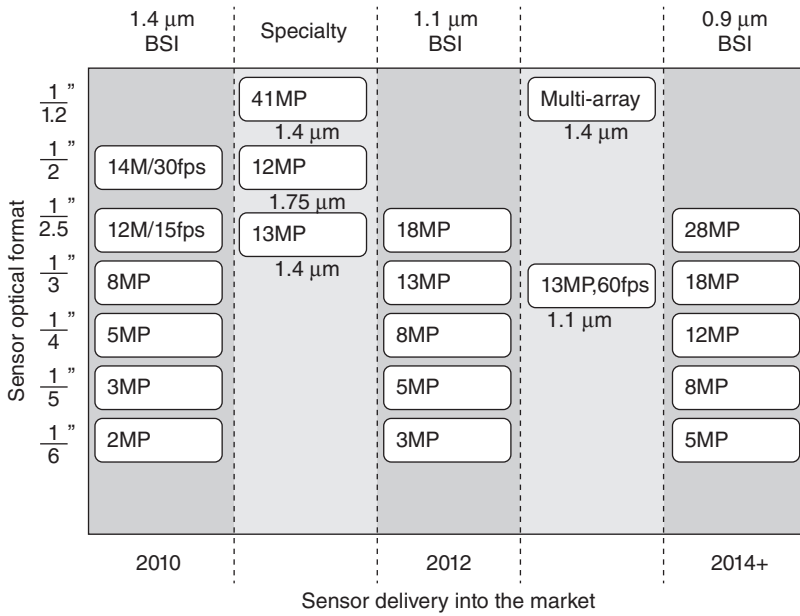 1.4 μm BSI
Specialty
1.1 μm BSI
0.9 μm BSI
Sensor optical format
1/1.2”
41MP
1.4 μm
Multi-array
1.4 μm
1/2”
14M/30fps
12MP
1.75 μm
1/2.5”
12M/15fps
13MP
1.4 μm
18MP
28MP
1/3”
8MP
13MP
13MP,60fps
1.1 μm
18MP
1/4”
5MP
8MP
12MP
1/5”
3MP
5MP
8MP
1/6”
2MP
3MP
5MP
2010
2012
2014+
Sensor delivery into the market